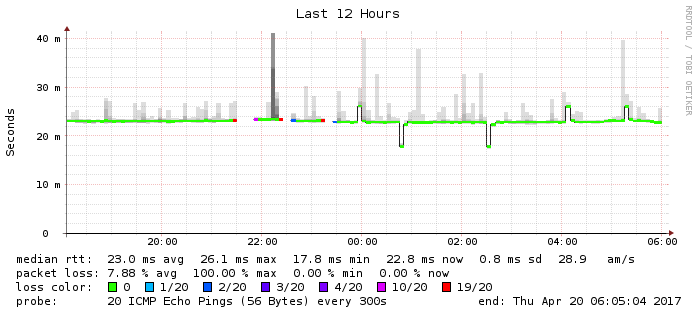 Last 12 Hours
RRDTOOL / TOBI OETIKER
Seconds
40 m
30 m
20 m
10 m
0
20:00 22:00 00:00 02:00 04:00 06:00
median rtt: 23.0 ms avg 26.1 ms max 17.8 ms min 22.8 ms now 0.8 ms sd 28.9 am/s
packet loss: 7.88 % avg 100.00 % max 0.00 % min 0.00 % now
loss color: 0 1/20 2/20 3/20 4/20 10/20 19/20
probe: 20 ICMP Echo Pings (56 Bytes) every 300s end: Thu Apr 20 06:05:04 2017